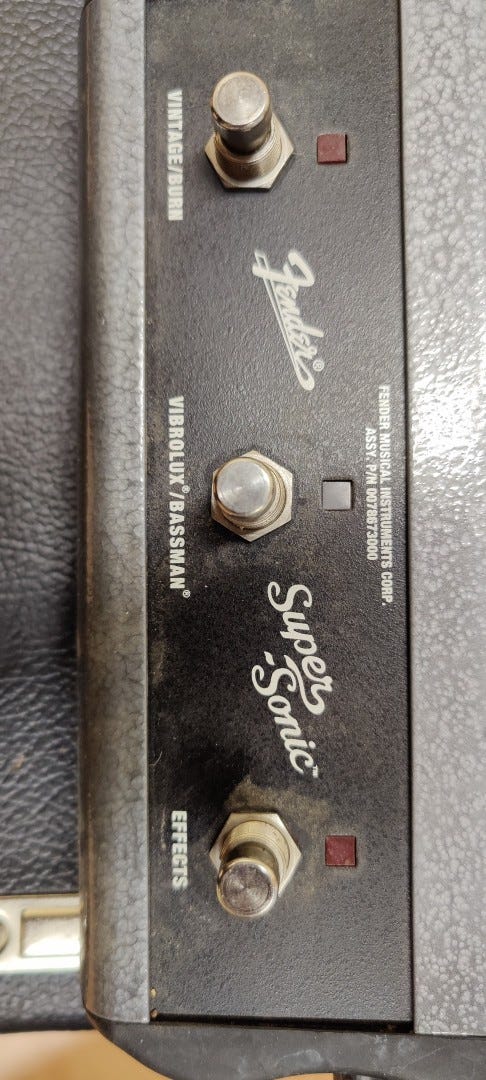 FENDER MUSICAL INSTRUMENTS CORP.
ASSY P/N 0078673000
Fender®
Super-Sonic™
VINTAGE/BURN
VIBROLUX®/BASSMAN®
EFFECTS